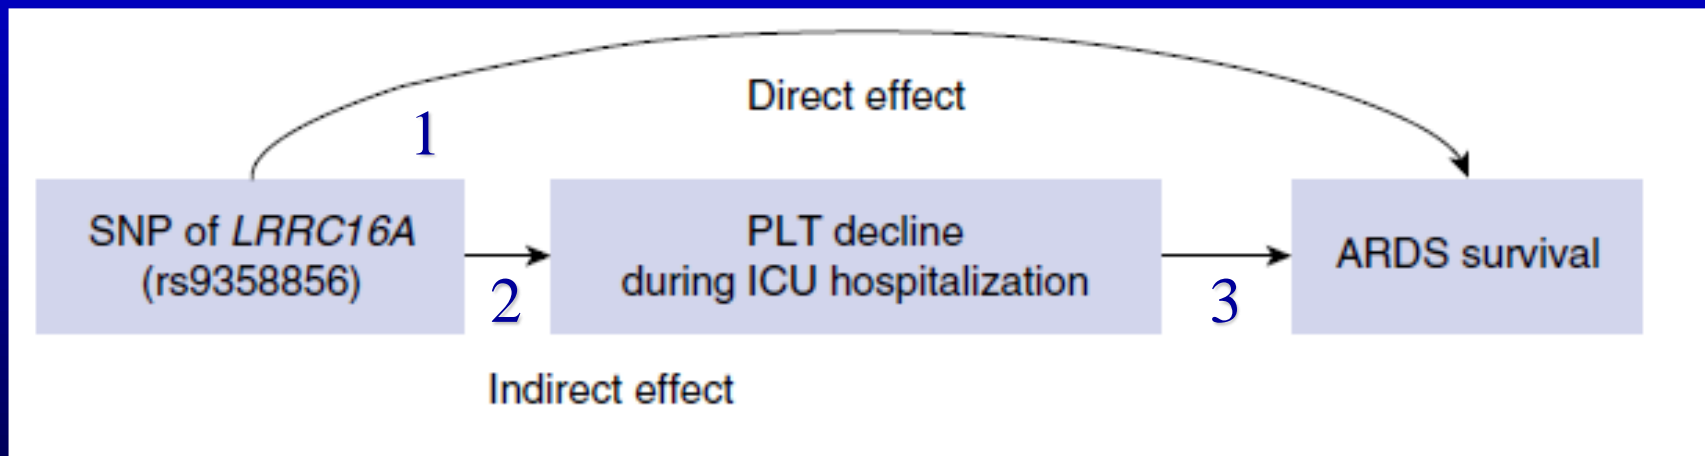 Direct effect
1
SNP of LRRC16A
(rs9358856)
2
PLT decline
during ICU hospitalization
3
ARDS survival
Indirect effect